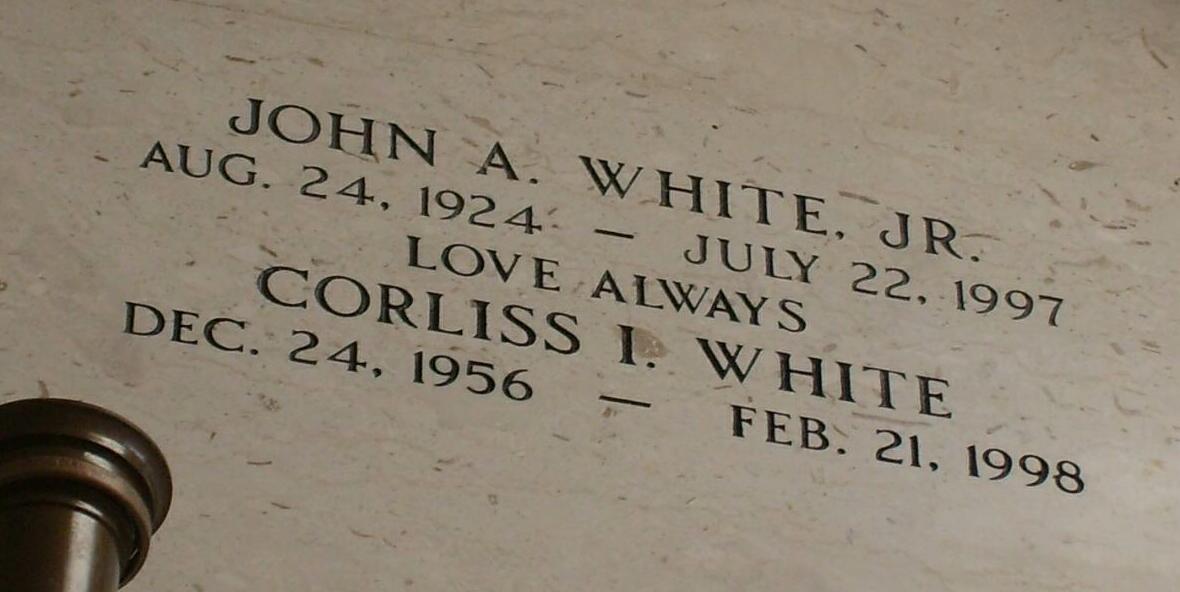 JOHN A. WHITE, JR.
AUG. 24, 1924 — JULY 22, 1997
LOVE ALWAYS
CORLISS I. WHITE
DEC. 24, 1956 — FEB. 21, 1998